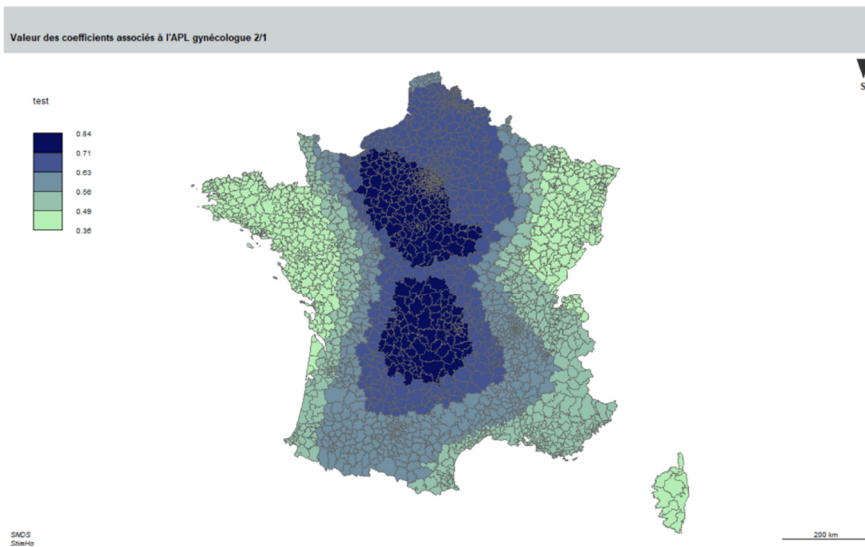 Valeur des coefficients associés à l'APL gynécologue 2/1
S
test
0.84
0.71
0.63
0.56
0.49
0.36
SNDS
StimHo
200 km